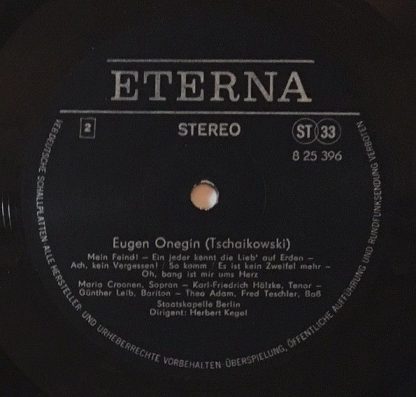 ETERNA
2
STEREO
ST 33
8 25 396
Eugen Onegin (Tschaikowski)
Mein Feind! – Ein jeder kennt die Lieb' auf Erden –
Ach, kein Vergessen! / So komm / Es ist kein Zweifel mehr –
Oh, bang ist mir ums Herz
Maria Croonen, Sopran – Karl-Friedrich Hölzke, Tenor –
Günther Leib, Bariton – Theo Adam, Fred Teschler, Baß
Staatskapelle Berlin
Dirigent: Herbert Kegel
VEB DEUTSCHE SCHALLPLATTEN ALLE HERSTELLER- UND URHEBERRECHTE VORBEHALTEN · ÜBERSPIELUNG, ÖFFENTLICHE AUFFÜHRUNG UND RUNDFUNKSENDUNG VERBOTEN